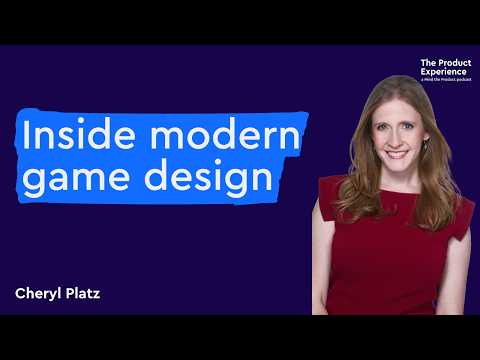 The Product
Experience
a Mind the Product podcast
Inside modern
game design
Cheryl Platz